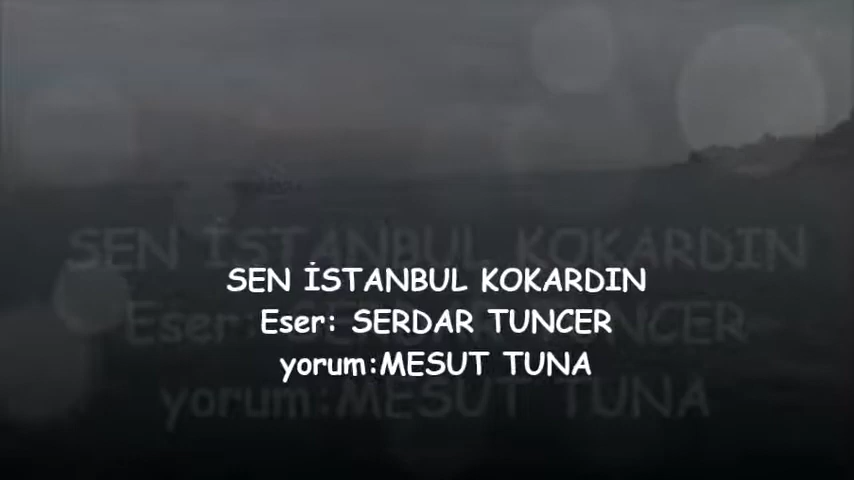 SEN İSTANBUL KOKARDIN
Eser: SERDAR TUNCER
yorum:MESUT TUNA